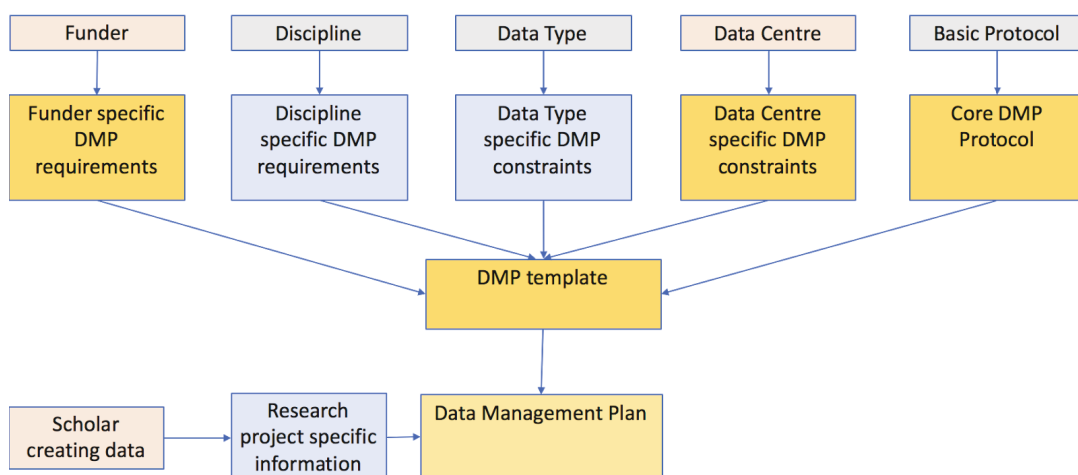 Funder
Discipline
Data Type
Data Centre
Basic Protocol
Funder specific
DMP
requirements
Discipline
specific DMP
requirements
Data Type
specific DMP
constraints
Data Centre
specific DMP
constraints
Core DMP
Protocol
DMP template
Scholar
creating data
Research
project specific
information
Data Management Plan